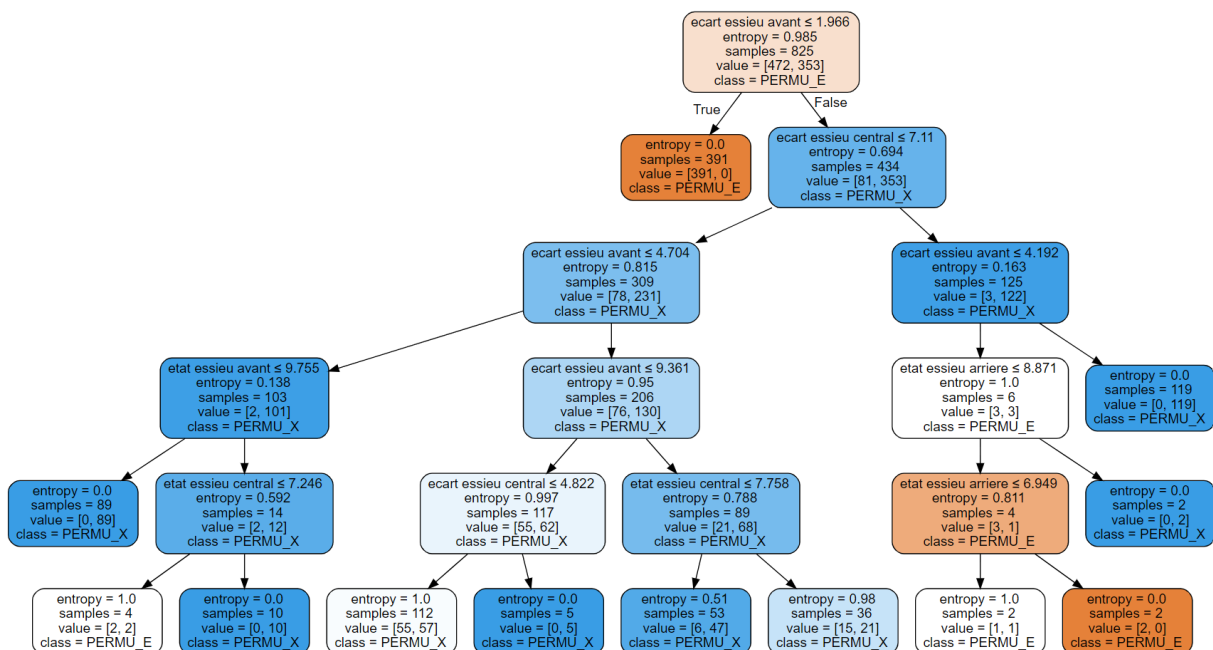 ecart essieu avant ≤ 1.966
entropy = 0.985
samples = 825
value = [472, 353]
class = PERMU_E
True
False
entropy = 0.0
samples = 391
value = [391, 0]
class = PERMU_E
ecart essieu central ≤ 7.11
entropy = 0.694
samples = 434
value = [81, 353]
class = PERMU_X
ecart essieu avant ≤ 4.704
entropy = 0.815
samples = 309
value = [78, 231]
class = PERMU_X
ecart essieu avant ≤ 4.192
entropy = 0.163
samples = 125
value = [3, 122]
class = PERMU_X
etat essieu avant ≤ 9.755
entropy = 0.138
samples = 103
value = [2, 101]
class = PERMU_X
ecart essieu avant ≤ 9.361
entropy = 0.95
samples = 206
value = [76, 130]
class = PERMU_X
etat essieu arriere ≤ 8.871
entropy = 1.0
samples = 6
value = [3, 3]
class = PERMU_E
entropy = 0.0
samples = 119
value = [0, 119]
class = PERMU_X
entropy = 0.0
samples = 89
value = [0, 89]
class = PERMU_X
etat essieu central ≤ 7.246
entropy = 0.592
samples = 14
value = [2, 12]
class = PERMU_X
ecart essieu central ≤ 4.822
entropy = 0.997
samples = 117
value = [55, 62]
class = PERMU_X
etat essieu central ≤ 7.758
entropy = 0.788
samples = 89
value = [21, 68]
class = PERMU_X
etat essieu arriere ≤ 6.949
entropy = 0.811
samples = 4
value = [3, 1]
class = PERMU_E
entropy = 0.0
samples = 2
value = [0, 2]
class = PERMU_X
entropy = 1.0
samples = 4
value = [2, 2]
class = PERMU_E
entropy = 0.0
samples = 10
value = [0, 10]
class = PERMU_X
entropy = 1.0
samples = 112
value = [55, 57]
class = PERMU_X
entropy = 0.0
samples = 5
value = [0, 5]
class = PERMU_X
entropy = 0.51
samples = 53
value = [6, 47]
class = PERMU_X
entropy = 0.98
samples = 36
value = [15, 21]
class = PERMU_X
entropy = 1.0
samples = 2
value = [1, 1]
class = PERMU_E
entropy = 0.0
samples = 2
value = [2, 0]
class = PERMU_E